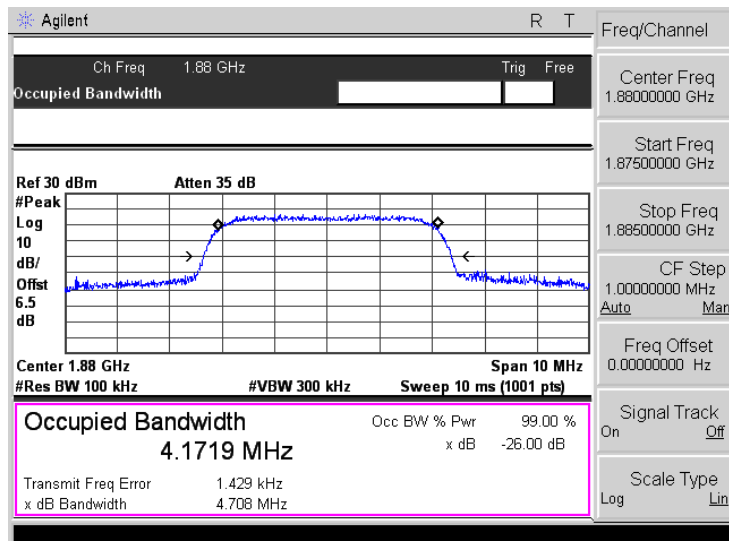 Agilent R T
Ch Freq 1.88 GHz Trig Free
Occupied Bandwidth
Ref 30 dBm Atten 35 dB
#Peak
Log
10
dB/
Offst
6.5
dB
Center 1.88 GHz Span 10 MHz
#Res BW 100 kHz #VBW 300 kHz Sweep 10 ms (1001 pts)
Occupied Bandwidth
4.1719 MHz
Occ BW % Pwr 99.00 %
x dB -26.00 dB
Transmit Freq Error 1.429 kHz
x dB Bandwidth 4.708 MHz
Freq/Channel
Center Freq
1.88000000 GHz
Start Freq
1.87500000 GHz
Stop Freq
1.88500000 GHz
CF Step
1.00000000 MHz
Auto Man
Freq Offset
0.00000000 Hz
Signal Track
On Off
Scale Type
Log Lin